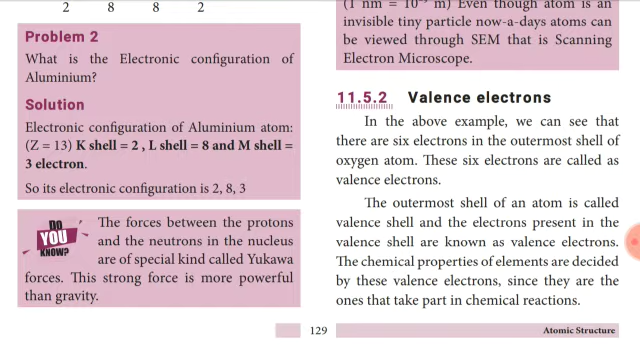 2 8 8 2
Problem 2
What is the Electronic configuration of
Aluminium?
Solution
Electronic configuration of Aluminium atom:
(Z = 13) K shell = 2 , L shell = 8 and M shell =
3 electron.
So its electronic configuration is 2, 8, 3
DO
YOU
KNOW?
The forces between the protons
and the neutrons in the nucleus
are of special kind called Yukawa
forces. This strong force is more powerful
than gravity.
(1 nm = 10 m) Even though atom is an
invisible tiny particle now-a-days atoms can
be viewed through SEM that is Scanning
Electron Microscope.
11.5.2 Valence electrons
In the above example, we can see that
there are six electrons in the outermost shell of
oxygen atom. These six electrons are called as
valence electrons.
The outermost shell of an atom is called
valence shell and the electrons present in the
valence shell are known as valence electrons.
The chemical properties of elements are decided
by these valence electrons, since they are the
ones that take part in chemical reactions.
129
Atomic Structure